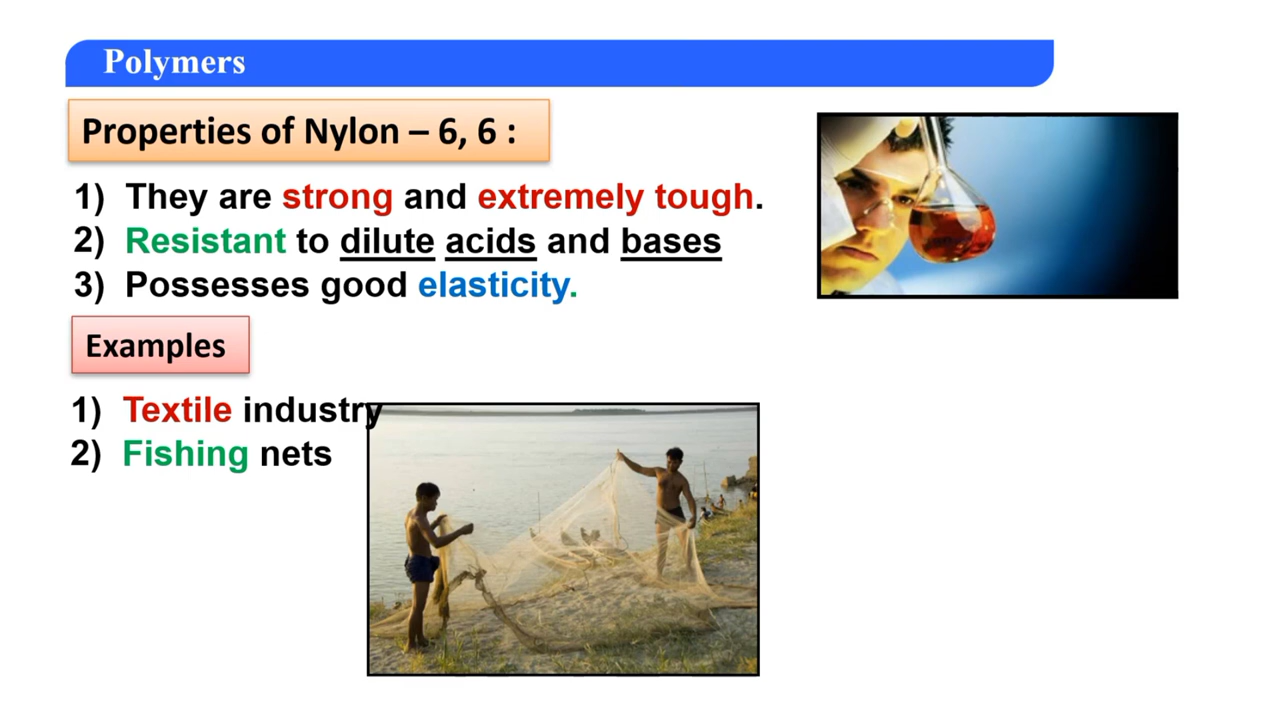 Polymers
Properties of Nylon – 6, 6 :
1) They are strong and extremely tough.
2) Resistant to dilute acids and bases
3) Possesses good elasticity.
Examples
1) Textile industry
2) Fishing nets